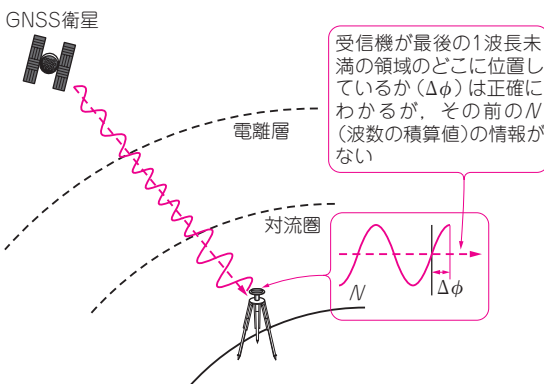 GNSS衛星
受信機が最後の1波長未
満の領域のどこに位置し
ているか(Δφ)は正確に
わかるが,その前のN
(波数の積算値)の情報が
ない
電離層
対流圏
N
Δφ